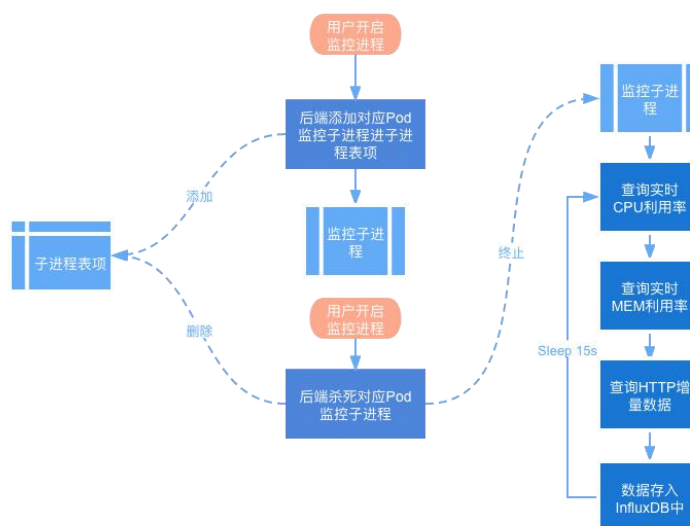 用户开启
监控进程
后端添加对应Pod
监控子进程进子进
程表项
添加
监控子进
程
子进程表项
用户开启
监控进程
删除
后端杀死对应Pod
监控子进程
终止
监控子进
程
查询实时
CPU利用率
查询实时
MEM利用率
Sleep 15s
查询HTTP增
量数据
数据存入
InfluxDB中